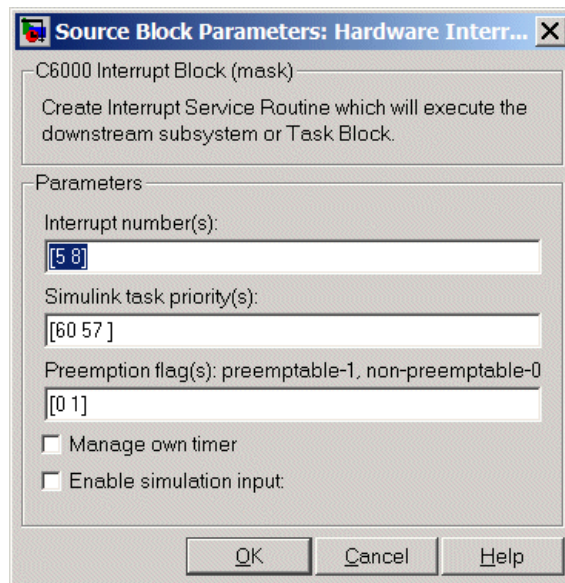 Source Block Parameters: Hardware Interr...
C6000 Interrupt Block (mask)
Create Interrupt Service Routine which will execute the
downstream subsystem or Task Block.
Parameters
Interrupt number(s):
[5 8]
Simulink task priority(s):
[60 57 ]
Preemption flag(s): preemptable-1, non-preemptable-0
[0 1]
Manage own timer
Enable simulation input:
OK Cancel Help